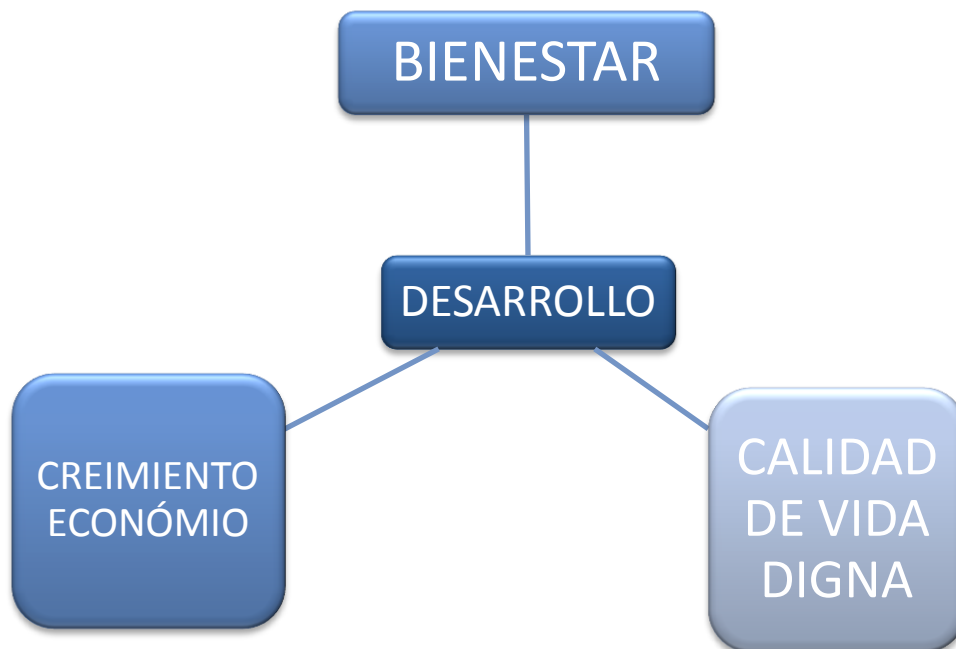 BIENESTAR
DESARROLLO
CREIMIENTO
ECONÓMIO
CALIDAD
DE VIDA
DIGNA